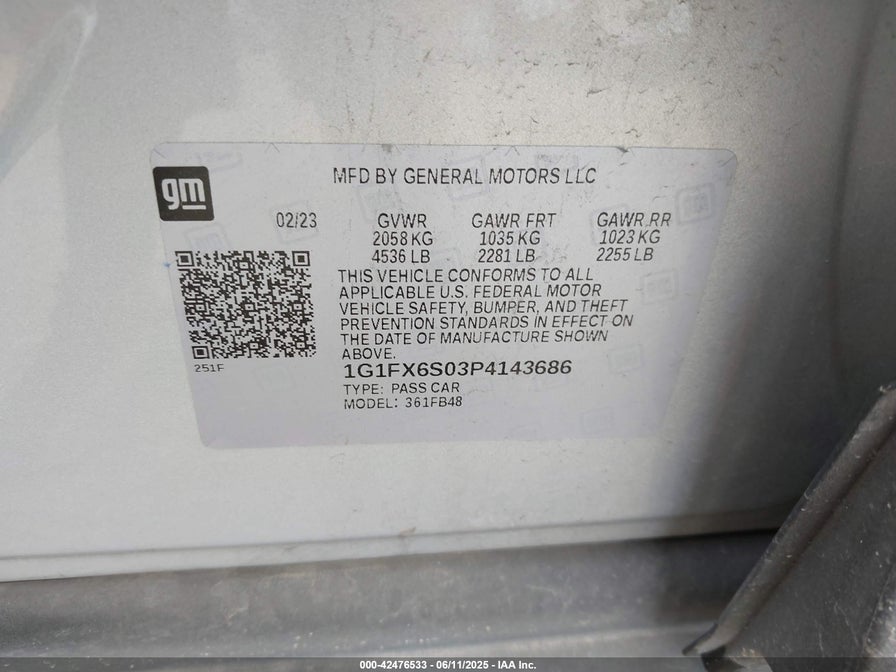 gm
MFD BY GENERAL MOTORS LLC
02/23 GVWR GAWR FRT GAWR RR
2058 KG 1035 KG 1023 KG
4536 LB 2281 LB 2255 LB
THIS VEHICLE CONFORMS TO ALL
APPLICABLE U.S. FEDERAL MOTOR
VEHICLE SAFETY, BUMPER, AND THEFT
PREVENTION STANDARDS IN EFFECT ON
THE DATE OF MANUFACTURE SHOWN
ABOVE.
251F
1G1FX6S03P4143686
TYPE: PASS CAR
MODEL: 361FB48
000-42476533 - 06/11/2025 - IAA Inc.